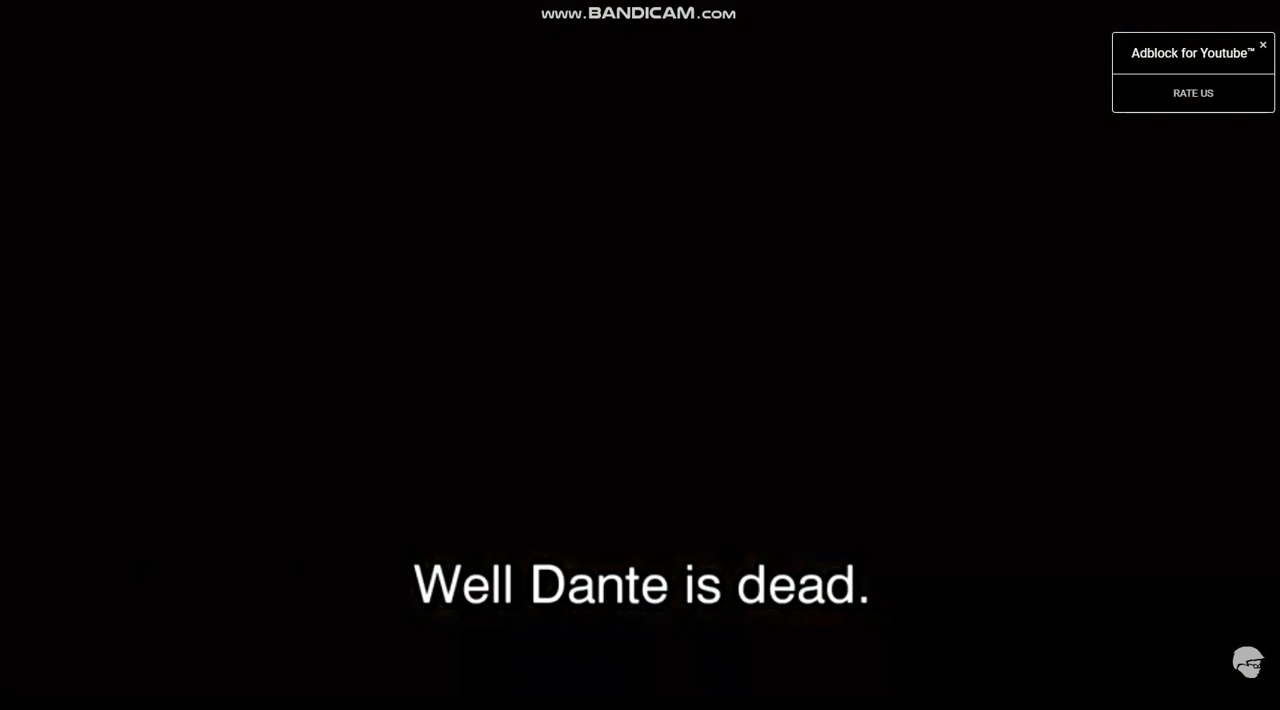 www.BANDICAM.com
Adblock for Youtube™ ×
RATE US
Well Dante is dead.